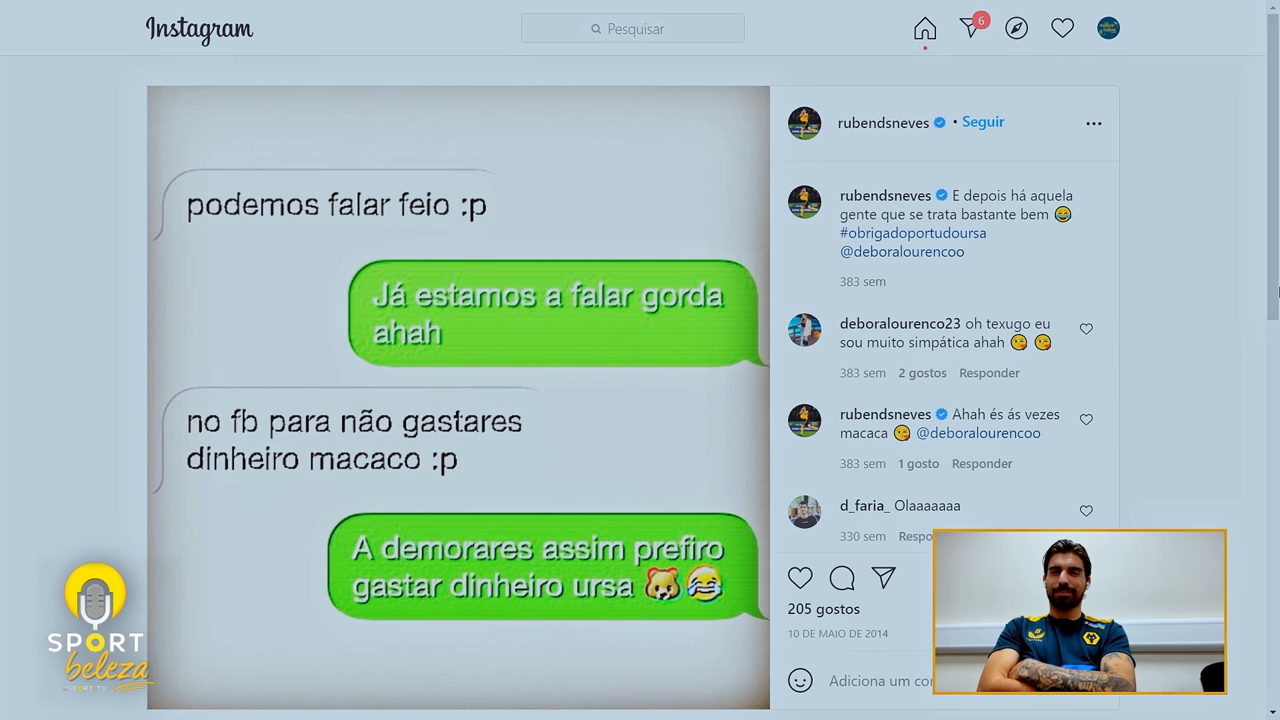 Instagram
Pesquisar
6
podemos falar feio :p
Já estamos a falar gorda
ahah
no fb para não gastares
dinheiro macaco :p
A demorares assim prefiro
gastar dinheiro ursa 🐻😂
rubendsneves • Seguir
rubendsneves E depois há aquela
gente que se trata bastante bem 😂
#obrigadoportudoursa
@deboralourencoo
383 sem
deboralourenco23 oh texugo eu
sou muito simpática ahah 😘 😘
383 sem 2 gostos Responder
rubendsneves Ahah és ás vezes
macaca 😘 @deboralourencoo
383 sem 1 gosto Responder
d_faria_ Olaaaaaaa
330 sem Respo
205 gostos
10 DE MAIO DE 2014
Adiciona um co
SPORT
beleza
SPORT TV